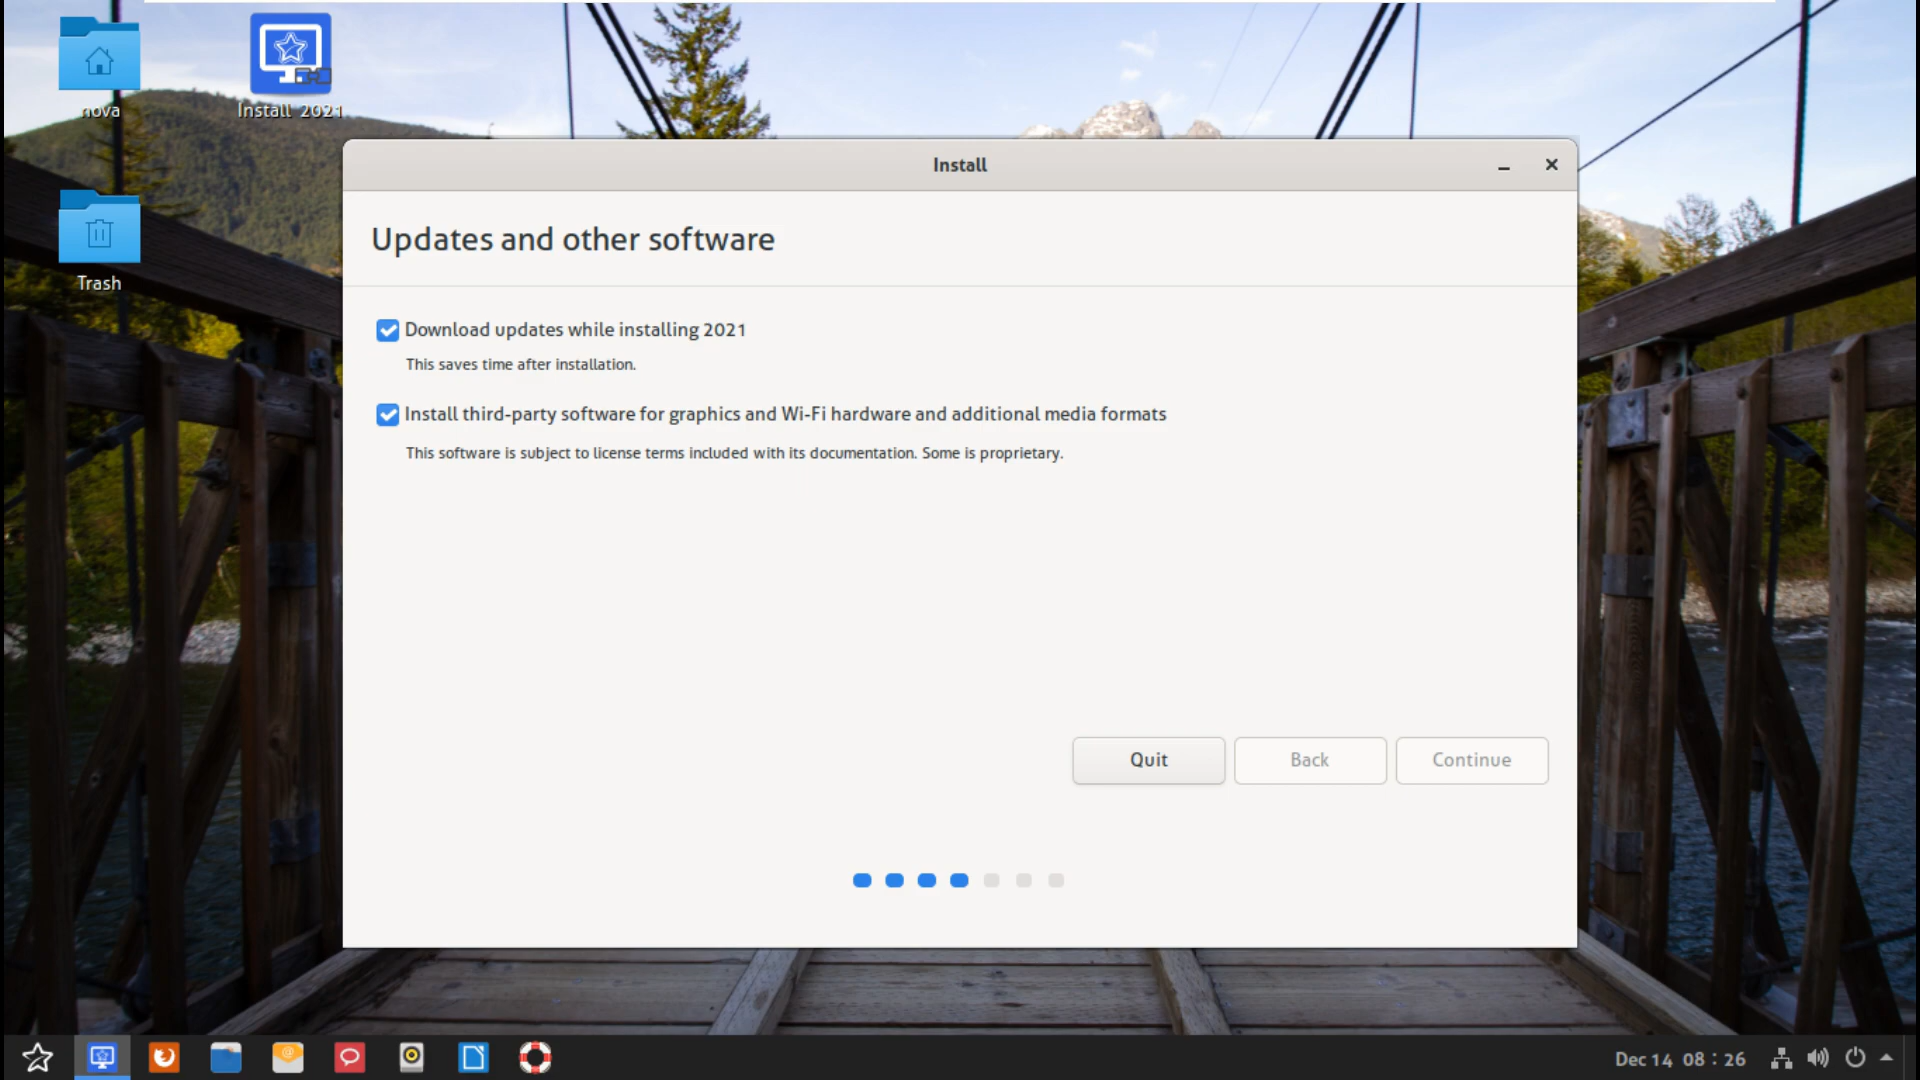 nova
Install 2021
Trash
Install
Updates and other software
Download updates while installing 2021
This saves time after installation.
Install third-party software for graphics and Wi-Fi hardware and additional media formats
This software is subject to license terms included with its documentation. Some is proprietary.
Quit
Back
Continue
Dec 14 08 : 26